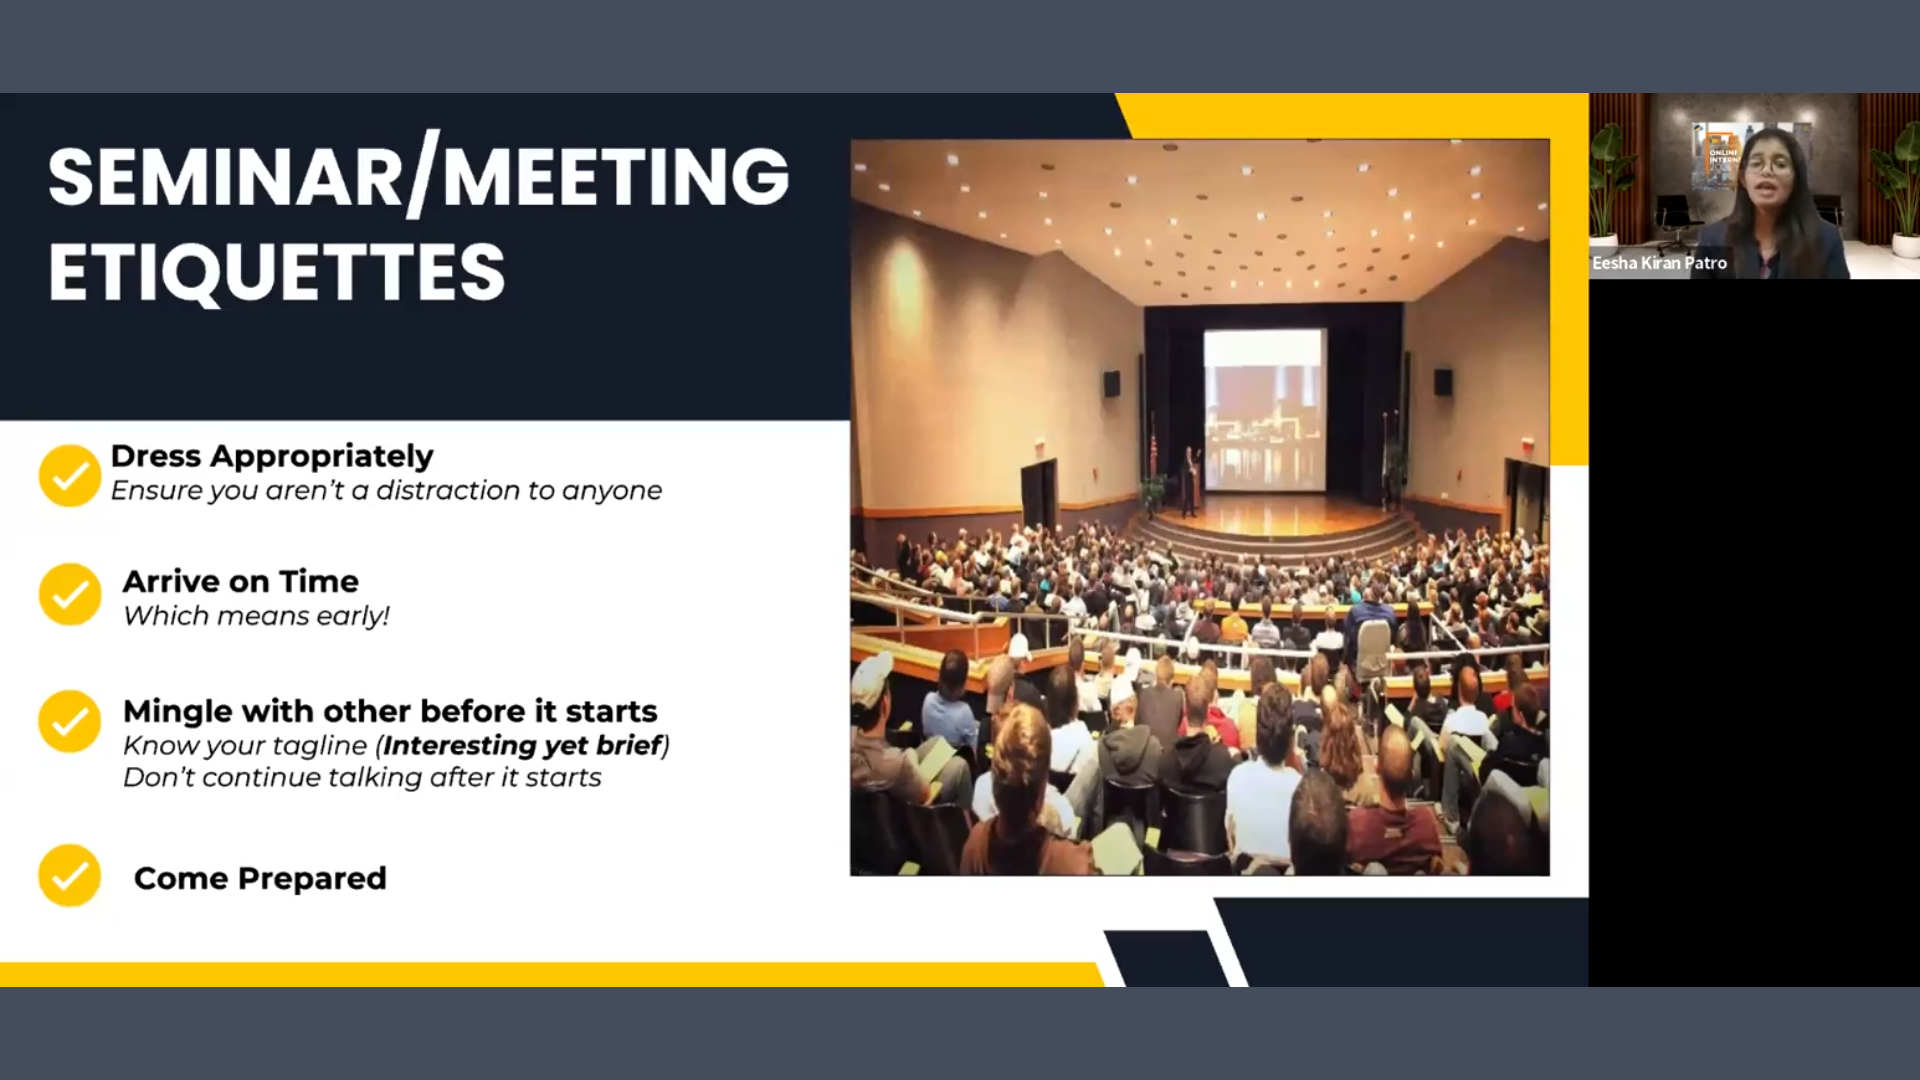 SEMINAR/MEETING
ETIQUETTES
Dress Appropriately
Ensure you aren't a distraction to anyone
Arrive on Time
Which means early!
Mingle with other before it starts
Know your tagline (Interesting yet brief)
Don't continue talking after it starts
Come Prepared
ONLINE
INTERN
Eesha Kiran Patro